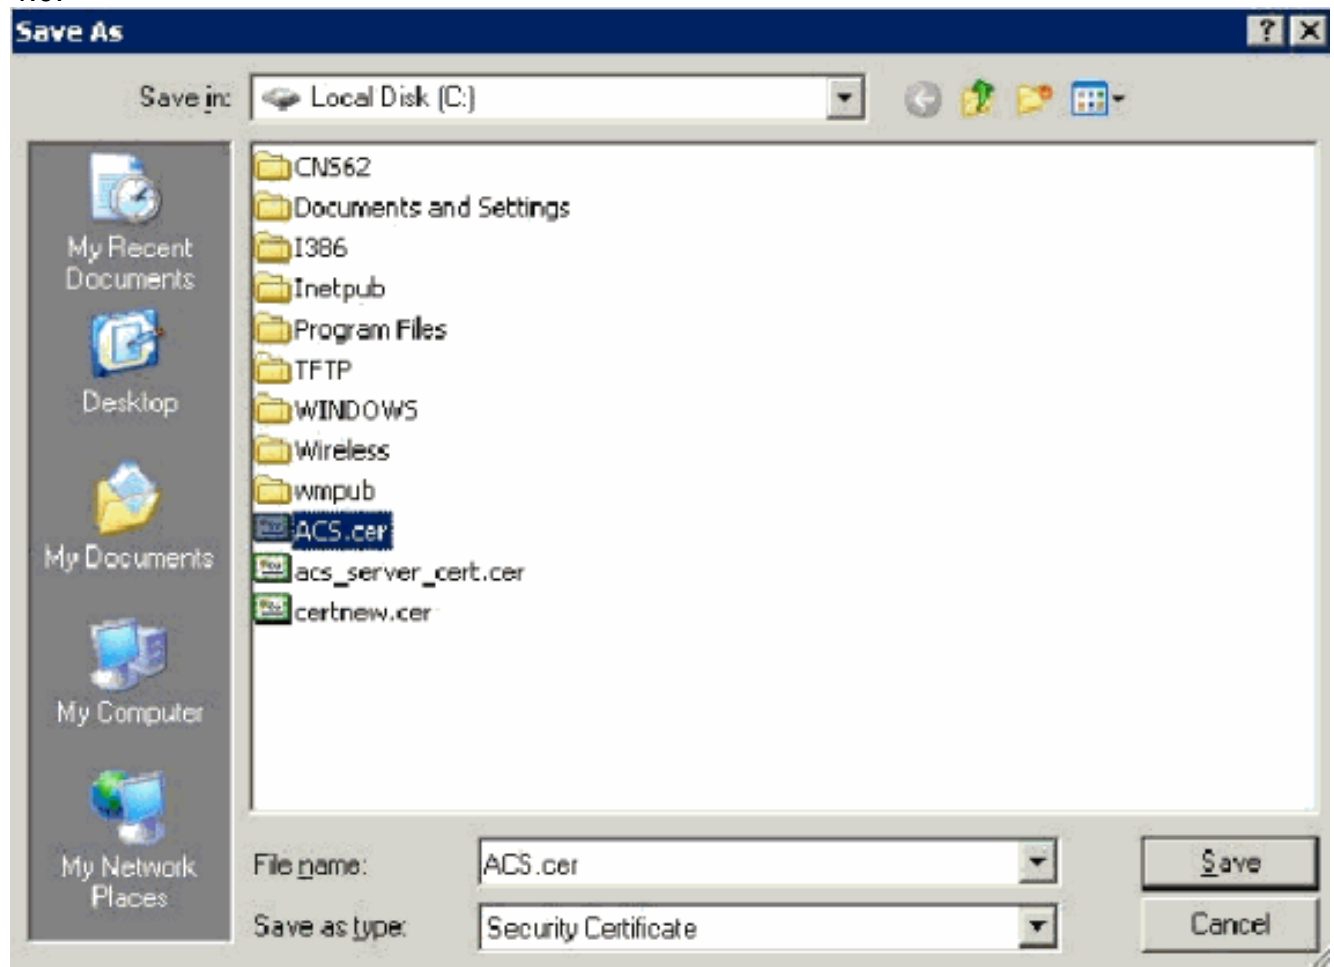 Save As
Save in:
Local Disk (C:)
My Recent
Documents
Desktop
My Documents
My Computer
My Network
Places
CNS62
Documents and Settings
I386
Inetpub
Program Files
TFTP
WINDOWS
Wireless
wmpub
ACS.cer
acs_server_cert.cer
certnew.cer
File name:
ACS.cer
Save
Save as type:
Security Certificate
Cancel